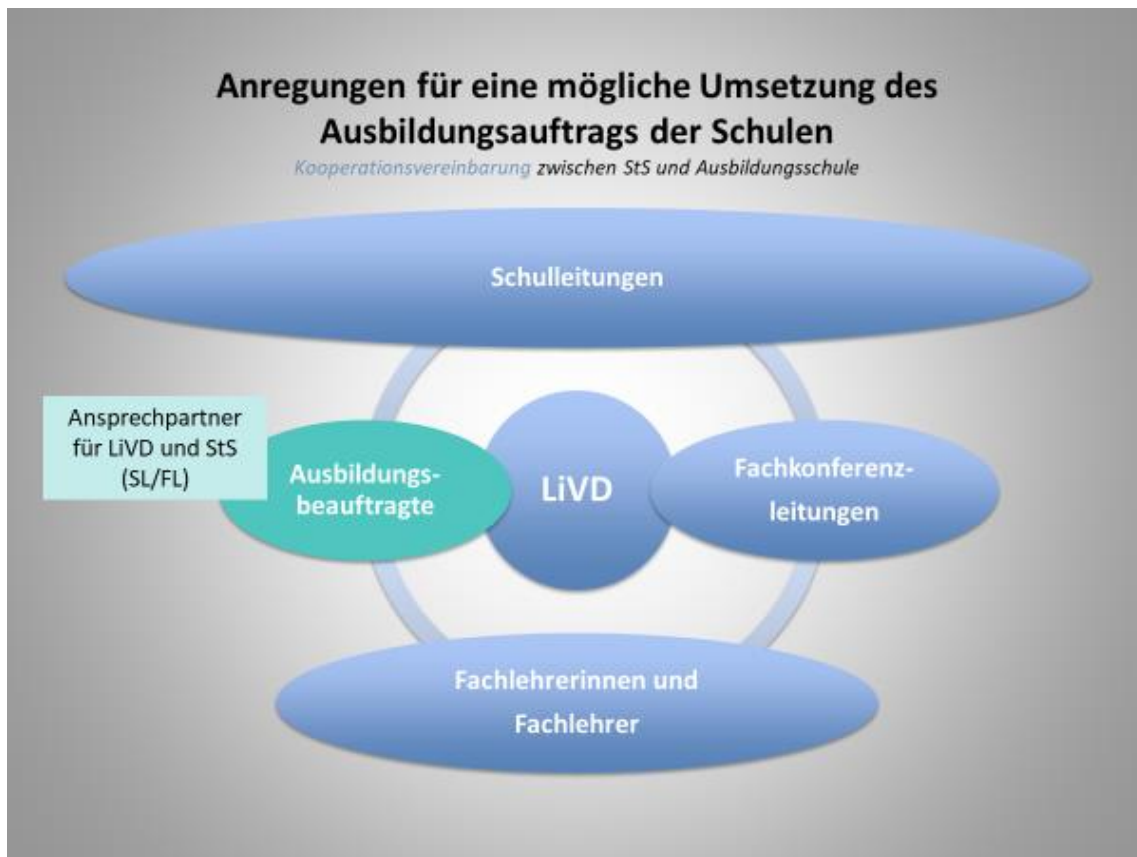 Anregungen für eine mögliche Umsetzung des
Ausbildungsauftrags der Schulen
Kooperationsvereinbarung zwischen StS und Ausbildungsschule
Schulleitungen
Ansprechpartner
für LiVD und StS
(SL/FL)
Ausbildungs-
beauftragte
LiVD
Fachkonferenz-
leitungen
Fachlehrerinnen und
Fachlehrer